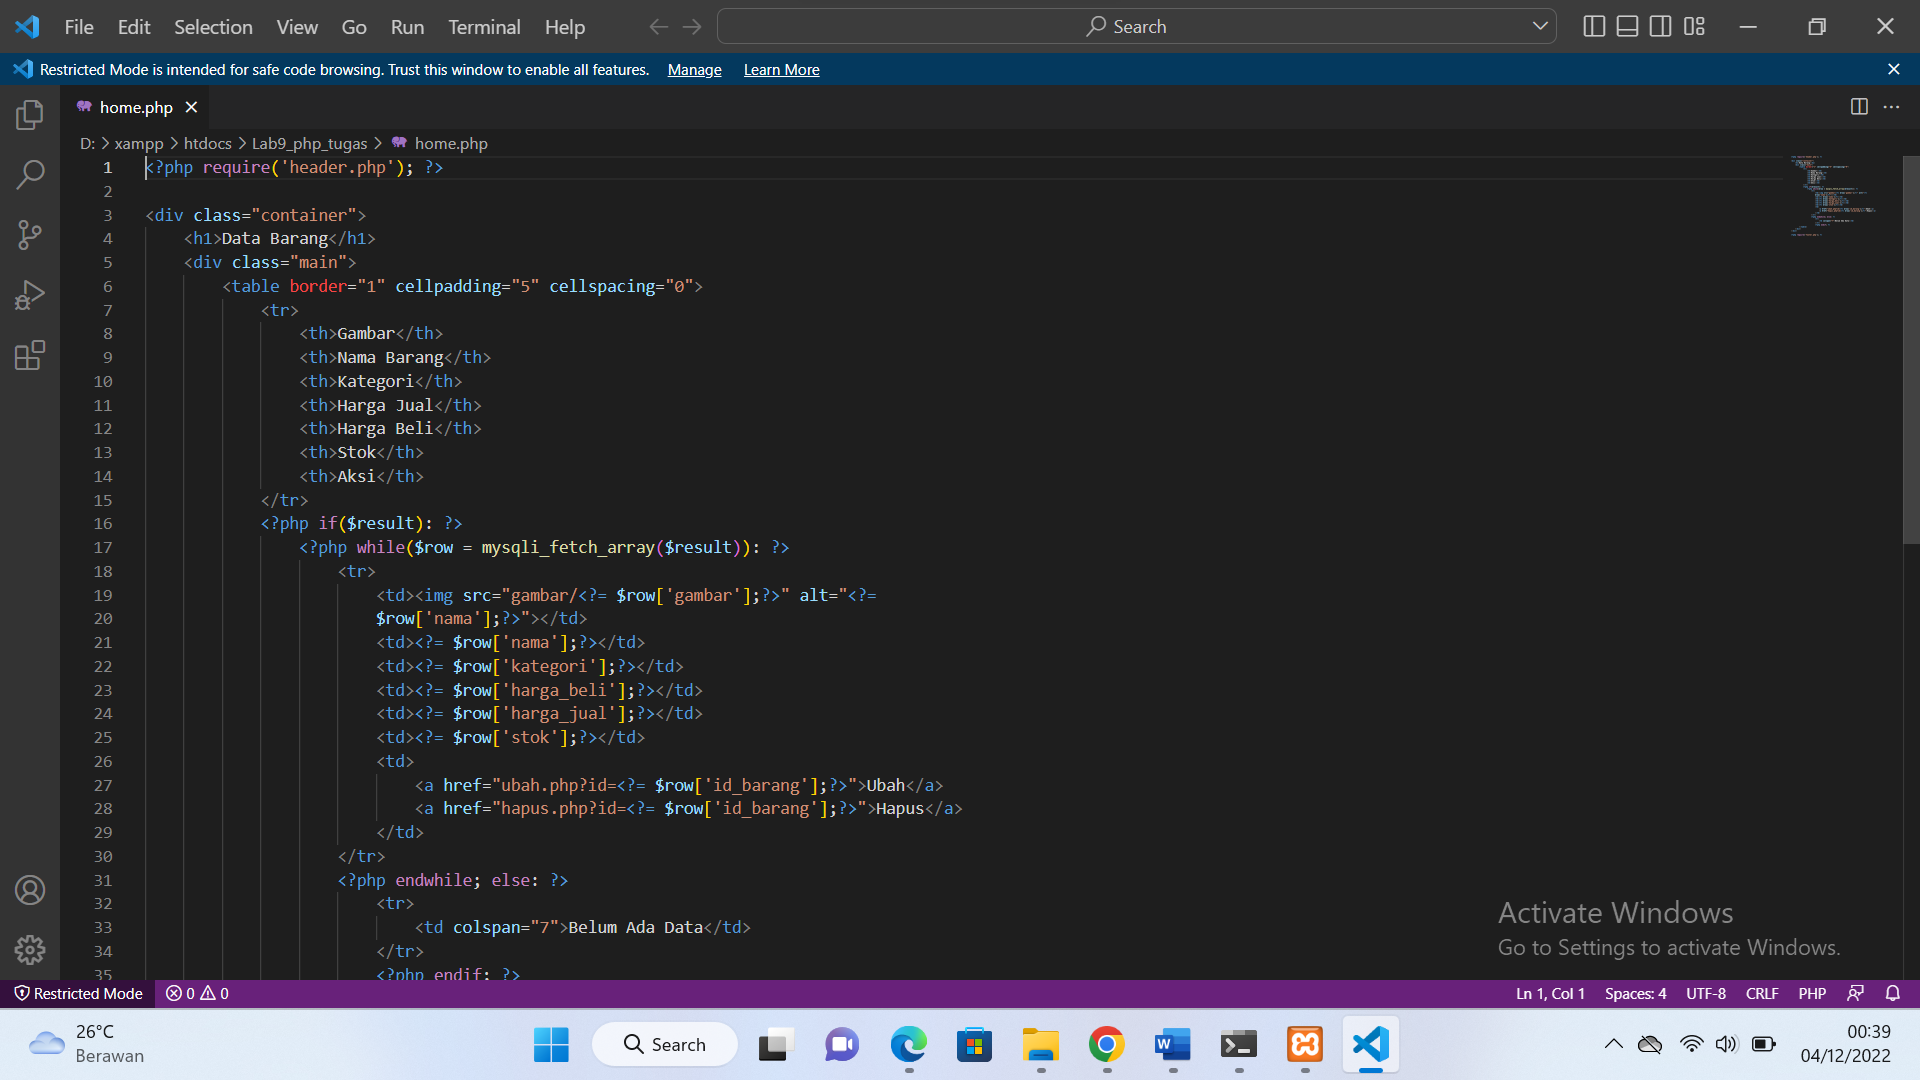 File Edit Selection View Go Run Terminal Help Search
Restricted Mode is intended for safe code browsing. Trust this window to enable all features. Manage Learn More
home.php
D: > xampp > htdocs > Lab9_php_tugas > home.php
1 <?php require('header.php'); ?>
2
3 <div class="container">
4 <h1>Data Barang</h1>
5 <div class="main">
6 <table border="1" cellpadding="5" cellspacing="0">
7 <tr>
8 <th>Gambar</th>
9 <th>Nama Barang</th>
10 <th>Kategori</th>
11 <th>Harga Jual</th>
12 <th>Harga Beli</th>
13 <th>Stok</th>
14 <th>Aksi</th>
15 </tr>
16 <?php if($result): ?>
17 <?php while($row = mysqli_fetch_array($result)): ?>
18 <tr>
19 <td><img src="gambar/<?= $row['gambar'];?>" alt="<?=
20 $row['nama'];?>"></td>
21 <td><?= $row['nama'];?></td>
22 <td><?= $row['kategori'];?></td>
23 <td><?= $row['harga_beli'];?></td>
24 <td><?= $row['harga_jual'];?></td>
25 <td><?= $row['stok'];?></td>
26 <td>
27 <a href="ubah.php?id=<?= $row['id_barang'];?>">Ubah</a>
28 <a href="hapus.php?id=<?= $row['id_barang'];?>">Hapus</a>
29 </td>
30 </tr>
31 <?php endwhile; else: ?>
32 <tr>
33 <td colspan="7">Belum Ada Data</td>
34 </tr>
35 <?php endif; ?>
Activate Windows
Go to Settings to activate Windows.
Restricted Mode 0 0 Ln 1, Col 1 Spaces: 4 UTF-8 CRLF PHP
26°C
Berawan
Search
00:39
04/12/2022